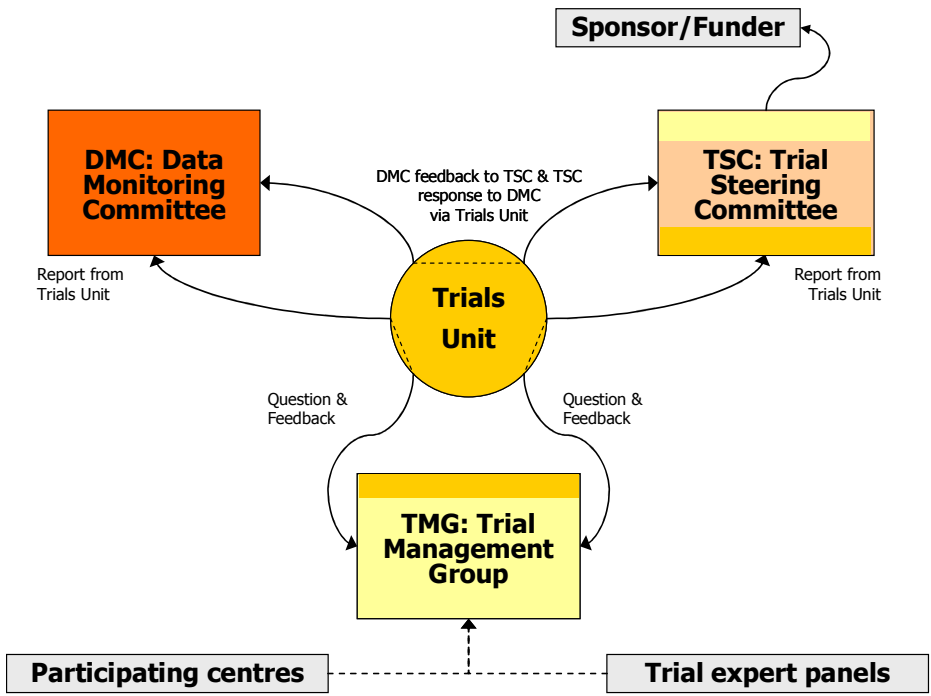 Sponsor/Funder
DMC: Data
Monitoring
Committee
DMC feedback to TSC & TSC
response to DMC
via Trials Unit
TSC: Trial
Steering
Committee
Report from
Trials Unit
Trials
Unit
Report from
Trials Unit
Question &
Feedback
Question &
Feedback
TMG: Trial
Management
Group
Participating centres
Trial expert panels